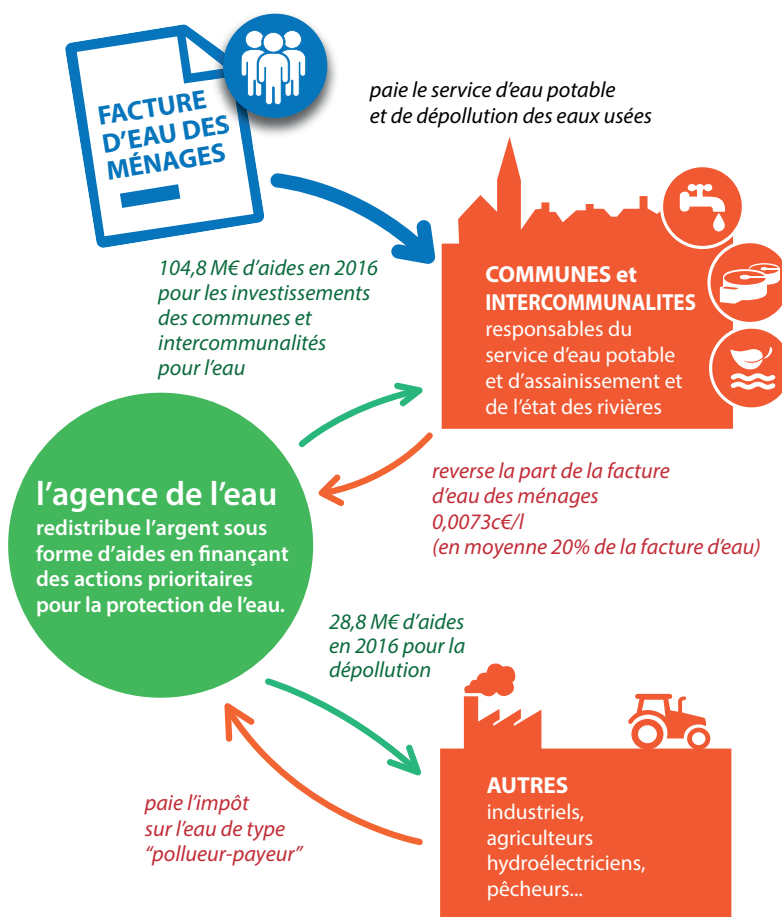 FACTURE
D’EAU DES
MÉNAGES
paie le service d’eau potable
et de dépollution des eaux usées
104,8 M€ d’aides en 2016
pour les investissements
des communes et
intercommunalités
pour l’eau
COMMUNES et
INTERCOMMUNALITES
responsables du
service d’eau potable
et d’assainissement et
de l’état des rivières
l’agence de l’eau
redistribue l’argent sous
forme d’aides en finançant
des actions prioritaires
pour la protection de l’eau.
reverse la part de la facture
d’eau des ménages
0,0073c€/l
(en moyenne 20% de la facture d’eau)
28,8 M€ d’aides
en 2016 pour la
dépollution
paie l’impôt
sur l’eau de type
“pollueur-payeur”
AUTRES
industriels,
agriculteurs
hydroélectriciens,
pêcheurs...